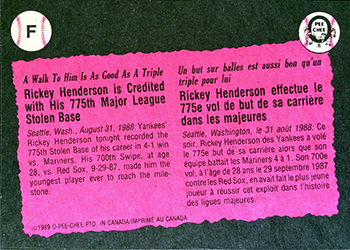 F
O
PEE
CHEE
A Walk To Him Is As Good As A Triple
Rickey Henderson is Credited
with His 775th Major League
Stolen Base
Seattle, Wash., August 31, 1988: Yankees'
Rickey Henderson tonight recorded the
775th Stolen Base of his career in 4-1 win
vs. Mariners. His 700th Swipe, at age
28, vs. Red Sox, 9-29-87, made him the
youngest player ever to reach the mile-
stone.
Un but sur balles est aussi bon qu'un
triple pour lui
Rickey Henderson effectue le
775e vol de but de sa carrière
dans les majeures
Seattle, Washington, le 31 août 1988: Ce
soir, Rickey Henderson des Yankees a volé
le 775e but de sa carrière alors que son
équipe battait les Mariners 4 à 1. Son 700e
vol, à l'âge de 28 ans le 29 septembre 1987
contre les Red Sox, en avait fait le plus jeune
joueur à réussir cet exploit dans l'histoire
des ligues majeures.
©1989 O-PEE-CHEE PTD. IN CANADA/IMPRIMÉ AU CANADA